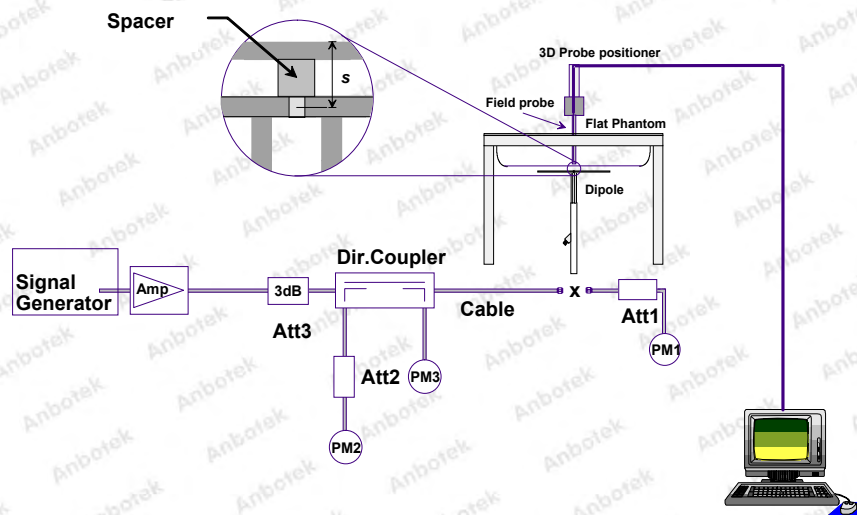 Spacer
s
3D Probe positioner
Field probe
Flat Phantom
Dipole
Signal
Generator
Amp
3dB
Att3
Dir.Coupler
Cable
x
Att1
PM1
Att2
PM3
PM2
Anbotek